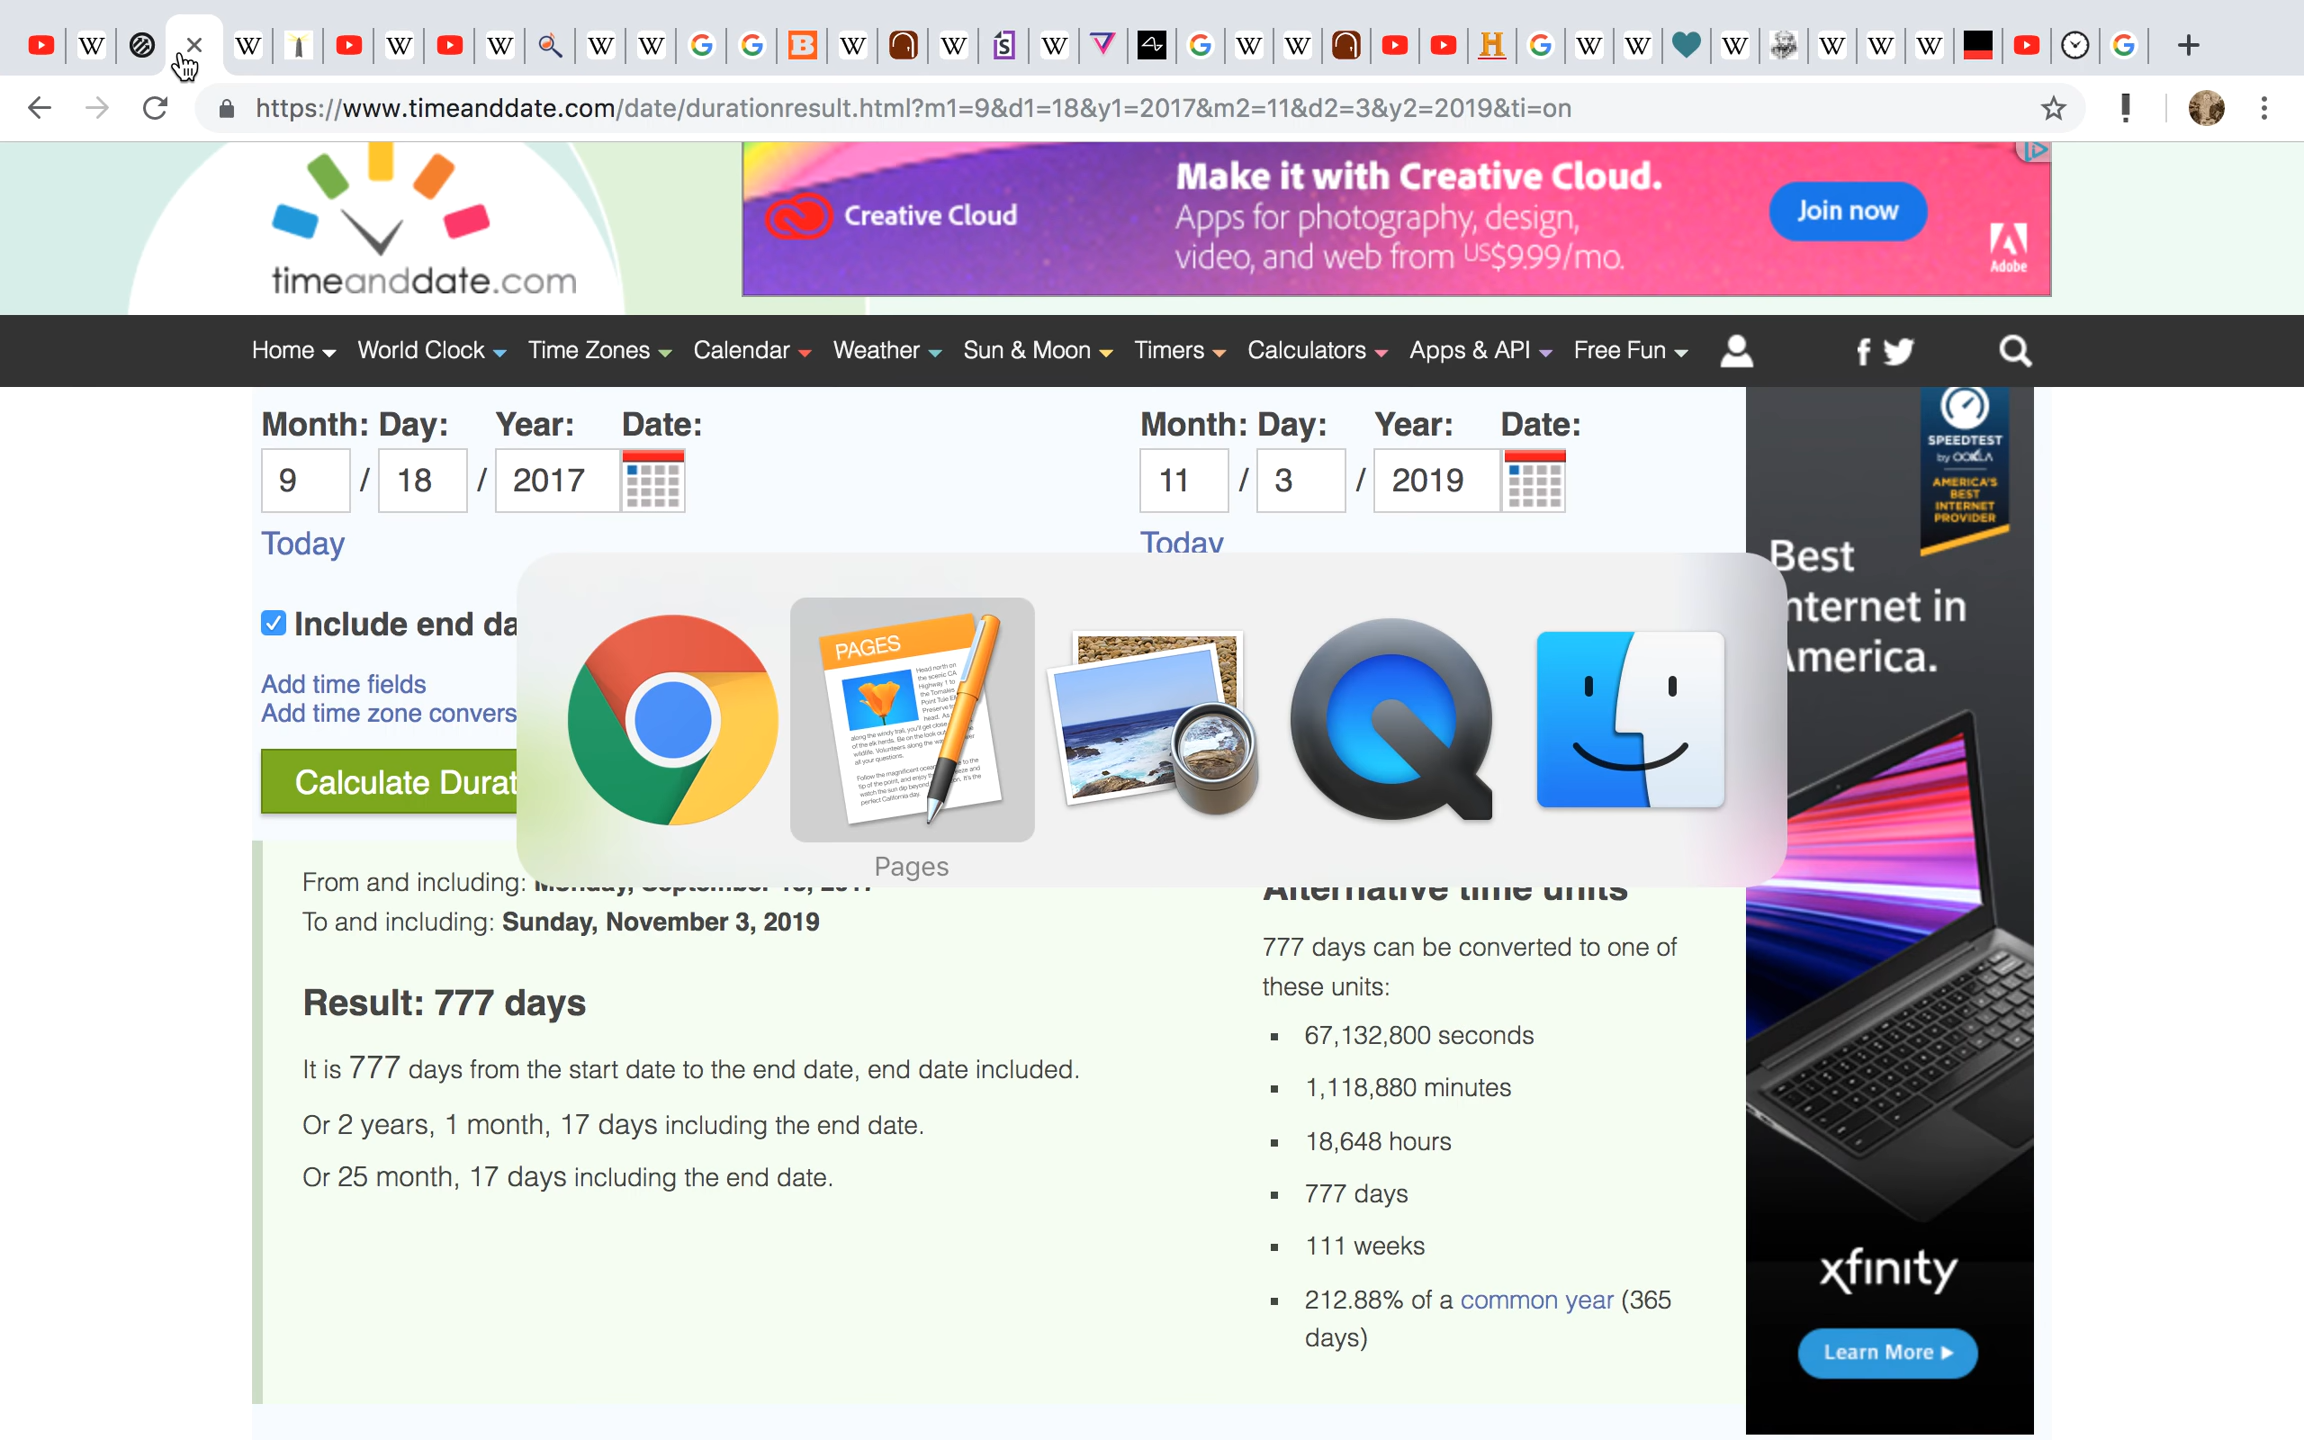 https://www.timeanddate.com/date/durationresult.html?m1=9&d1=18&y1=2017&m2=11&d2=3&y2=2019&ti=on
timeanddate.com
Creative Cloud
Make it with Creative Cloud.
Apps for photography, design,
video, and web from US$9.99/mo.
Join now
Adobe
Home World Clock Time Zones Calendar Weather Sun & Moon Timers Calculators Apps & API Free Fun
Month: Day: Year: Date:
9 / 18 / 2017
Today
Month: Day: Year: Date:
11 / 3 / 2019
Today
Include end da
Add time fields
Add time zone convers
Calculate Durat
PAGES
Pages
From and including: Monday, September 18, 2017
To and including: Sunday, November 3, 2019
Result: 777 days
It is 777 days from the start date to the end date, end date included.
Or 2 years, 1 month, 17 days including the end date.
Or 25 month, 17 days including the end date.
Alternative time units
777 days can be converted to one of
these units:
67,132,800 seconds
1,118,880 minutes
18,648 hours
777 days
111 weeks
212.88% of a common year (365
days)
SPEEDTEST
by OOKLA
AMERICA'S
BEST
INTERNET
PROVIDER
Best
nternet in
America.
xfinity
Learn More